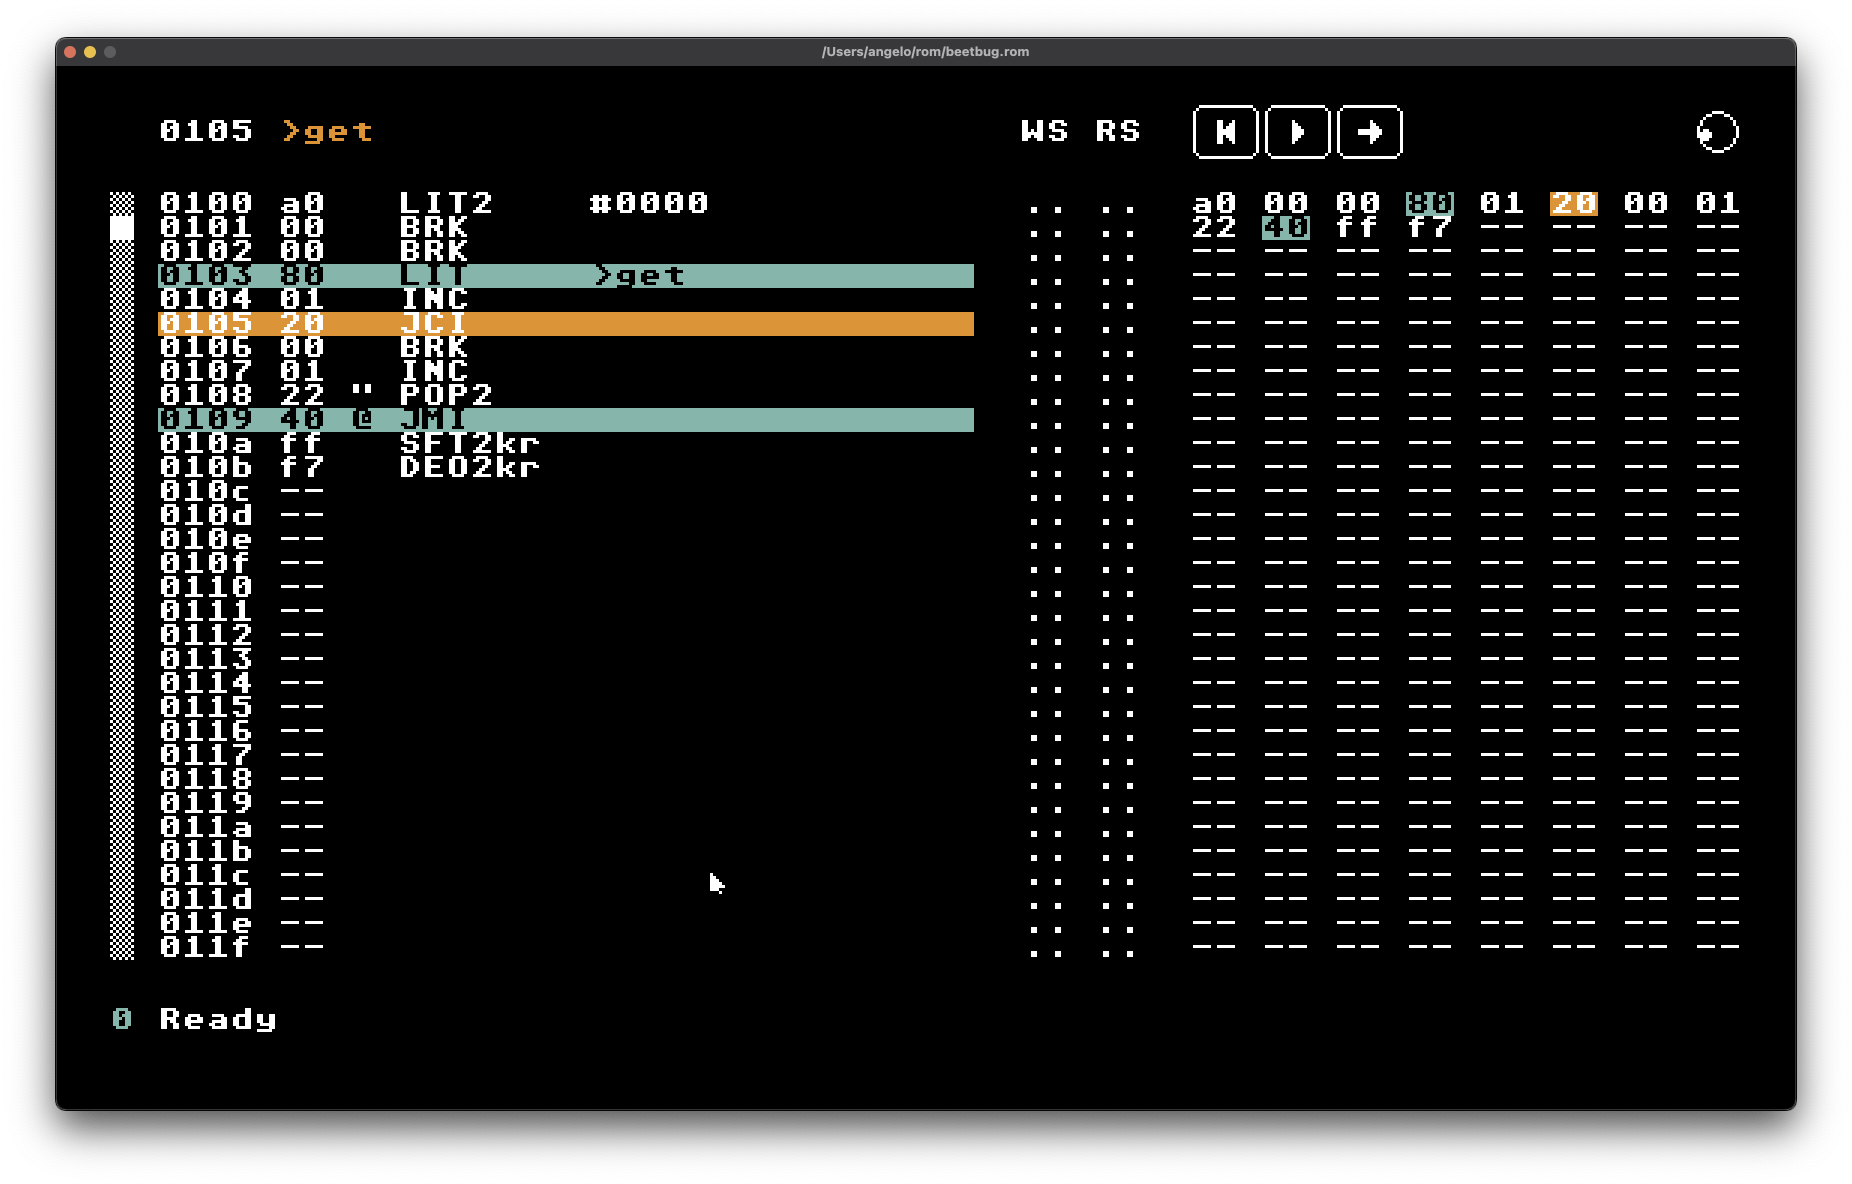 /Users/angelo/rom/beetbug.rom
0105 >get WS RS
0100 a0 LIT2 #0000 .. .. a0 00 00 80 01 20 00 01
0101 00 BRK .. .. 22 40 ff f7 -- -- -- --
0102 00 BRK .. .. -- -- -- -- -- -- -- --
0103 80 LIT >get .. .. -- -- -- -- -- -- -- --
0104 01 INC .. .. -- -- -- -- -- -- -- --
0105 20 JCI .. .. -- -- -- -- -- -- -- --
0106 00 BRK .. .. -- -- -- -- -- -- -- --
0107 01 INC .. .. -- -- -- -- -- -- -- --
0108 22 " POP2 .. .. -- -- -- -- -- -- -- --
0109 40 @ JMI .. .. -- -- -- -- -- -- -- --
010a ff SFT2kr .. .. -- -- -- -- -- -- -- --
010b f7 DEO2kr .. .. -- -- -- -- -- -- -- --
010c -- .. .. -- -- -- -- -- -- -- --
010d -- .. .. -- -- -- -- -- -- -- --
010e -- .. .. -- -- -- -- -- -- -- --
010f -- .. .. -- -- -- -- -- -- -- --
0110 -- .. .. -- -- -- -- -- -- -- --
0111 -- .. .. -- -- -- -- -- -- -- --
0112 -- .. .. -- -- -- -- -- -- -- --
0113 -- .. .. -- -- -- -- -- -- -- --
0114 -- .. .. -- -- -- -- -- -- -- --
0115 -- .. .. -- -- -- -- -- -- -- --
0116 -- .. .. -- -- -- -- -- -- -- --
0117 -- .. .. -- -- -- -- -- -- -- --
0118 -- .. .. -- -- -- -- -- -- -- --
0119 -- .. .. -- -- -- -- -- -- -- --
011a -- .. .. -- -- -- -- -- -- -- --
011b -- .. .. -- -- -- -- -- -- -- --
011c -- .. .. -- -- -- -- -- -- -- --
011d -- .. .. -- -- -- -- -- -- -- --
011e -- .. .. -- -- -- -- -- -- -- --
011f -- .. .. -- -- -- -- -- -- -- --
0 Ready